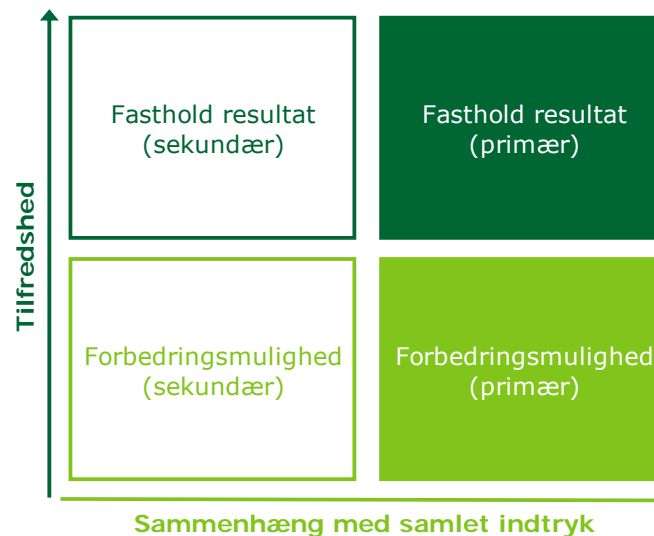 Tilfredshed
Fasthold resultat
(sekundær)
Fasthold resultat
(primær)
Forbedringsmulighed
(sekundær)
Forbedringsmulighed
(primær)
Sammenhæng med samlet indtryk